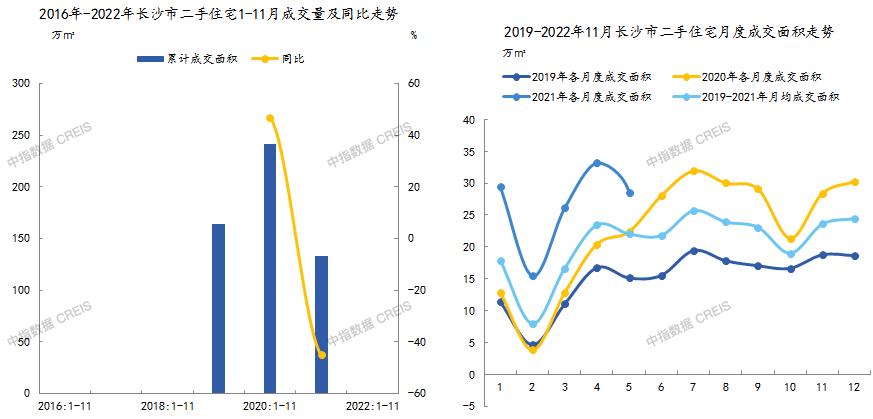 2016年-2022年长沙市二手住宅1-11月成交量及同比走势
万㎡
%
累计成交面积
同比
300
250
200
150
100
50
0
60
40
20
0
-20
-40
-60
2016:1-11
2018:1-11
2020:1-11
2022:1-11
中指数据 CREIS
中指数据 CREIS
中指数据 CREIS
中指数据 CREIS
2019-2022年11月长沙市二手住宅月度成交面积走势
万㎡
2019年各月度成交面积
2020年各月度成交面积
2021年各月度成交面积
2019-2021年月均成交面积
40
35
30
25
20
15
10
5
0
-5
1 2 3 4 5 6 7 8 9 10 11 12
中指数据 CREIS
中指数据 CREIS